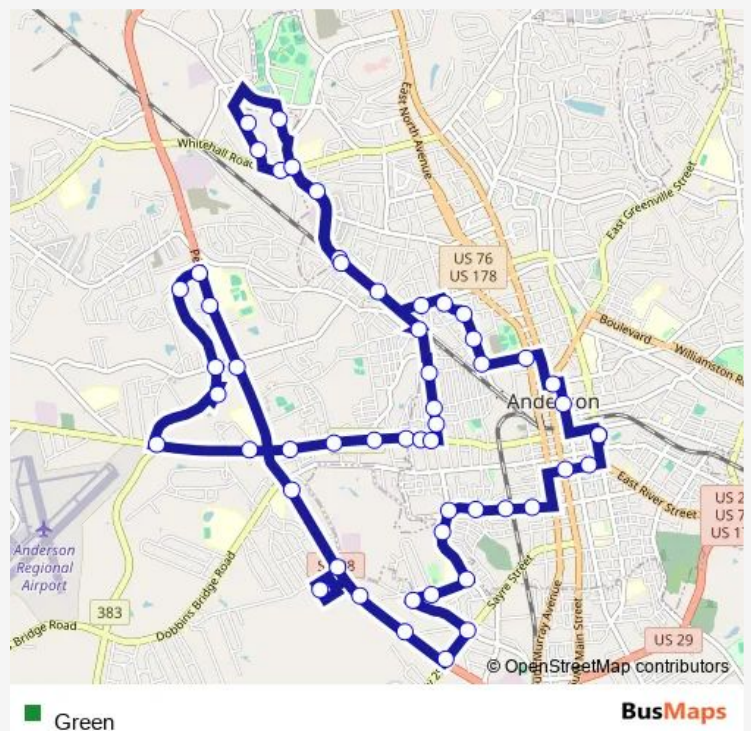 East North Avenue
Whitehall Road
East Greenville Street
US 76
US 178
Pe
Boulevard
Williamston R
Anderson
East River Street
US 2
US 7
US 1
Anderson
Regional
Airport
S 28
Sayre Street
383
Dobbins Bridge Road
Bridge Road
Murray Avenue
Main Street
US 29
© OpenStreetMap contributors
Green
BusMaps